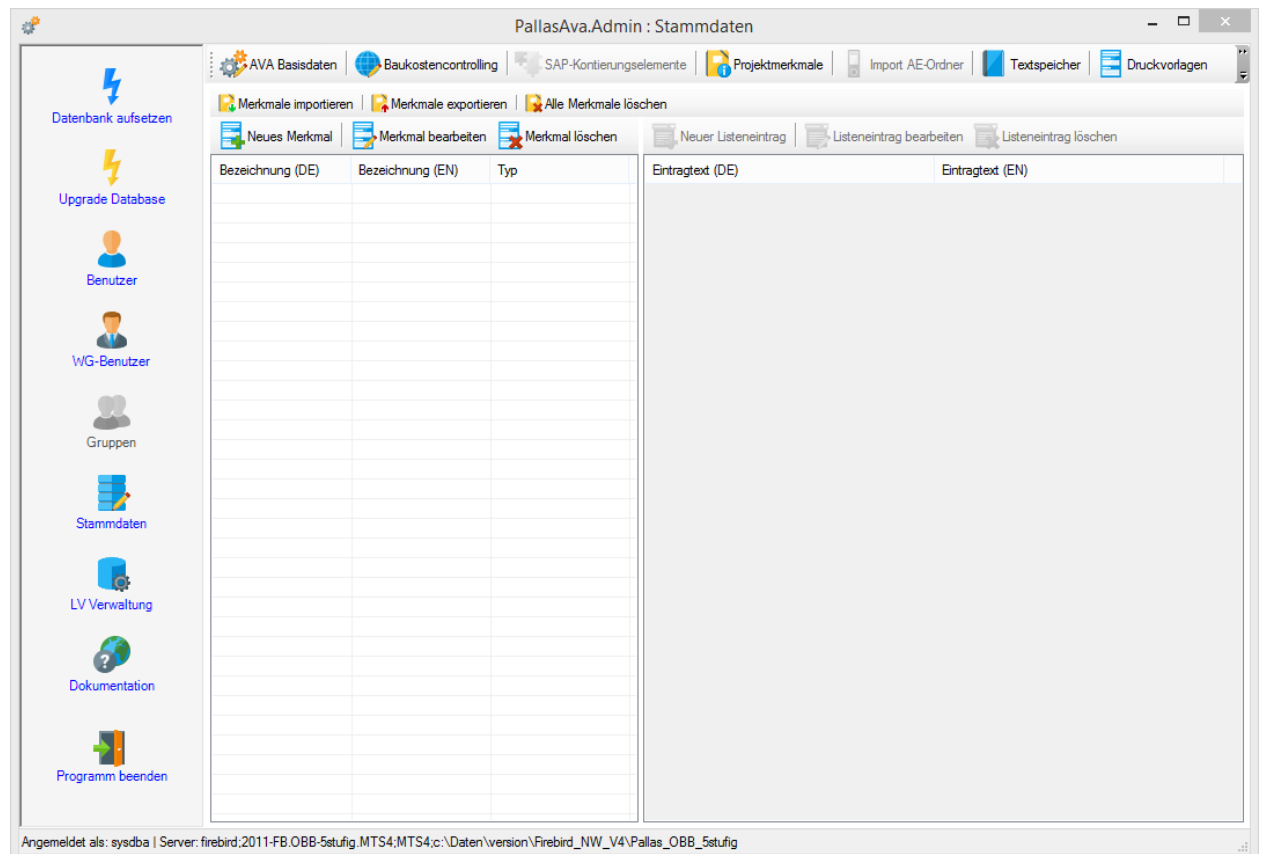 PallasAva.Admin : Stammdaten
AVA Basisdaten
Baukostencontrolling
SAP-Kontierungselemente
Projektmerkmale
Import AE-Ordner
Textspeicher
Druckvorlagen
Merkmale importieren
Merkmale exportieren
Alle Merkmale löschen
Neues Merkmal
Merkmal bearbeiten
Merkmal löschen
Neuer Listeneintrag
Listeneintrag bearbeiten
Listeneintrag löschen
Bezeichnung (DE)
Bezeichnung (EN)
Typ
Eintragtext (DE)
Eintragtext (EN)
Datenbank aufsetzen
Upgrade Database
Benutzer
WG-Benutzer
Gruppen
Stammdaten
LV Verwaltung
Dokumentation
Programm beenden
Angemeldet als: sysdba | Server: firebird;2011-FB.OBB-5stufig.MTS4;MTS4;c:\Daten\version\Firebird_NW_V4\Pallas_OBB_5stufig